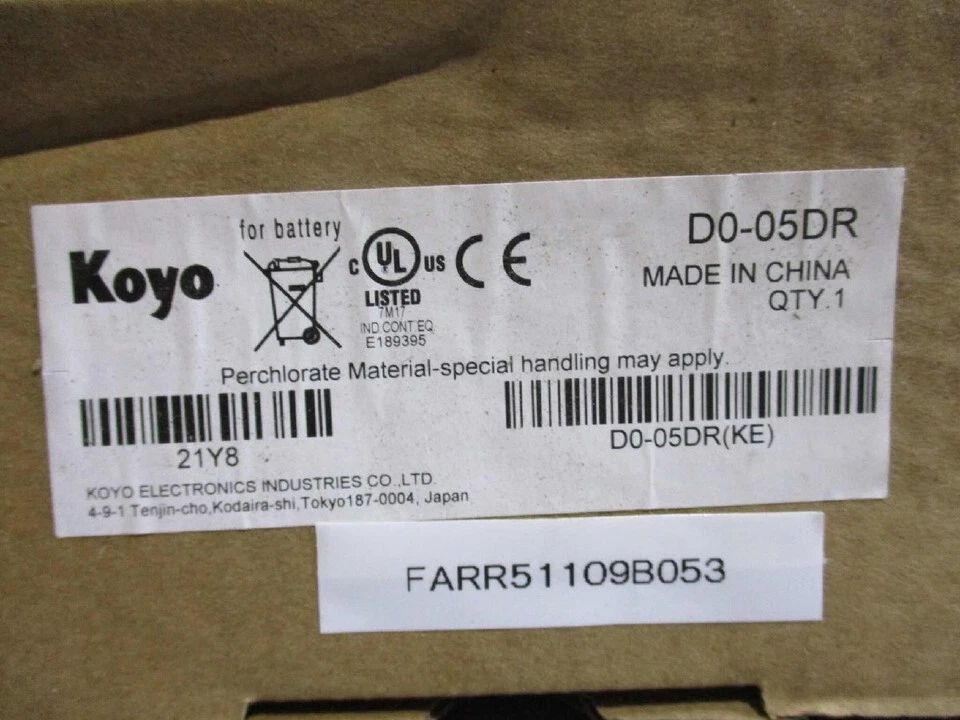 Koyo
for battery
C UL US
LISTED
7M17
IND.CONT.EQ
E189395
CE
D0-05DR
MADE IN CHINA
QTY.1
Perchlorate Material-special handling may apply.
21Y8
D0-05DR(KE)
KOYO ELECTRONICS INDUSTRIES CO.,LTD.
4-9-1 Tenjin-cho,Kodaira-shi,Tokyo187-0004, Japan
FARR51109B053